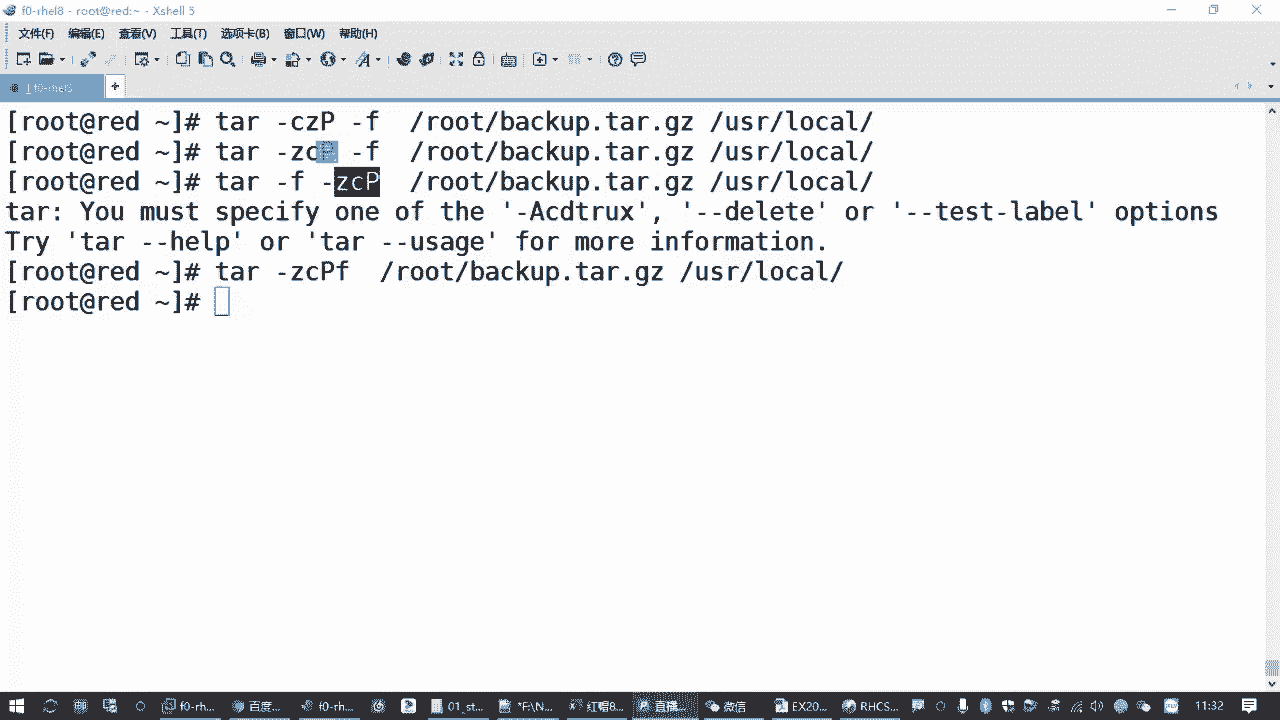 f0-rhel8 - root@red:~ - Xshell 5
文件(F) 编辑(E) 查看(V) 工具(T) 选项卡(B) 窗口(W) 帮助(H)
1 f0-rhel8
[root@red ~]# tar -czP -f  /root/backup.tar.gz /usr/local/
[root@red ~]# tar -zcP -f  /root/backup.tar.gz /usr/local/
[root@red ~]# tar -f -zcP  /root/backup.tar.gz /usr/local/
tar: You must specify one of the '-Acdtrux', '--delete' or '--test-label' options
Try 'tar --help' or 'tar --usage' for more information.
[root@red ~]# tar -zcPf  /root/backup.tar.gz /usr/local/
[root@red ~]#
f0-rh... 百度... f0-rh... 01_st... *F:\N... 红帽8... 直播... 微信 EX20... RHCS... 11:32